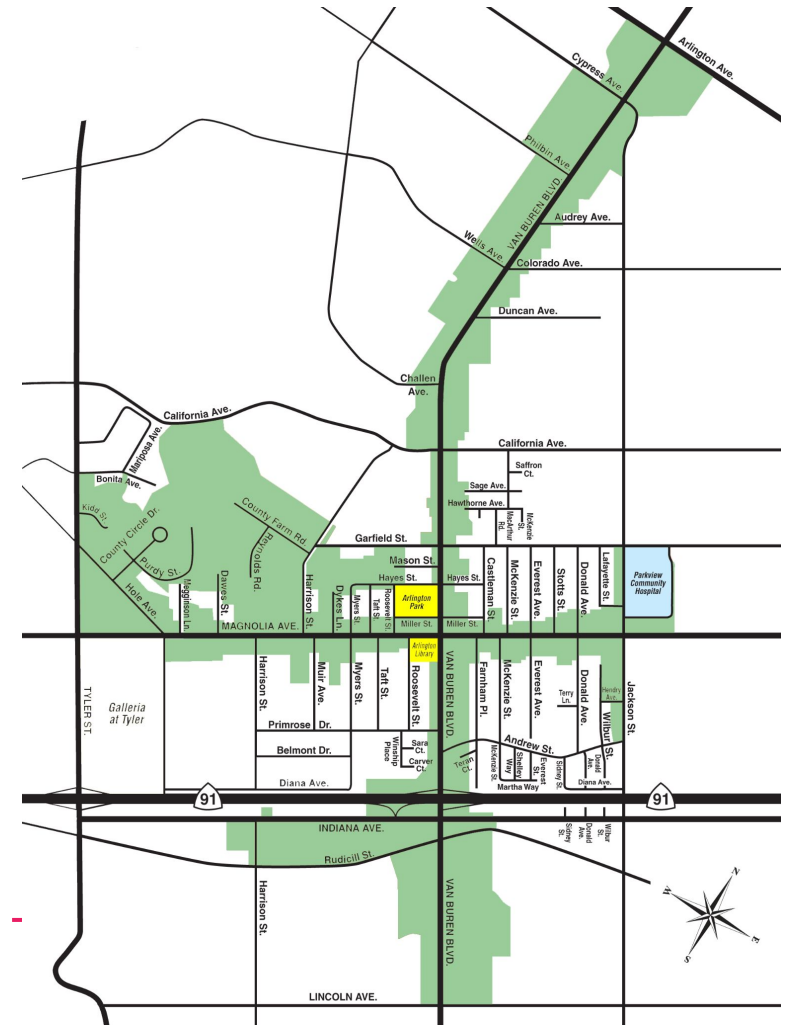 Arlington Ave.
Cypress Ave.
Philbin Ave.
VAN BUREN BLVD.
Audrey Ave.
Wells Ave.
Colorado Ave.
Duncan Ave.
Challen
Ave.
California Ave.
Mariposa Ave.
California Ave.
Saffron
Ct.
Bonita Ave.
Sage Ave.
Hawthorne Ave.
MacArthur
Rd.
McKenzie
St.
Kidd St.
County Circle Dr.
County Farm Rd.
Reynolds Rd.
Purdy St.
Garfield St.
Mason St.
Hayes St.
Hayes St.
Castleman St.
McKenzie St.
Everest Ave.
Stotts St.
Donald Ave.
Lafayette St.
Parkview
Community
Hospital
Hole Ave.
Megginson Ln.
Dawes St.
Harrison St.
Dykes Ln.
Myers St.
Taft St.
Roosevelt St.
Arlington
Park
Miller St.
Miller St.
MAGNOLIA AVE.
Arlington
Library
TYLER ST.
Galleria
at Tyler
Harrison St.
Muir Ave.
Myers St.
Taft St.
Roosevelt St.
VAN BUREN BLVD.
Farnham Pl.
McKenzie St.
Everest Ave.
Terry
Ln.
Donald Ave.
Hendry
Ave.
Wilbur St.
Jackson St.
Primrose Dr.
Belmont Dr.
Winship
Place
Sara
Ct.
Carver
Ct.
Andrew St.
Teran
Ct.
McKenzie St.
Shelley
Way
Everest
St.
Sidney St.
Donald
Ave.
Diana Ave.
Martha Way
Diana Ave.
91
91
INDIANA AVE.
Sidney
St.
Donald
Ave.
Wilbur
St.
Rudicill St.
Harrison St.
VAN BUREN BLVD.
N
W
E
S
LINCOLN AVE.